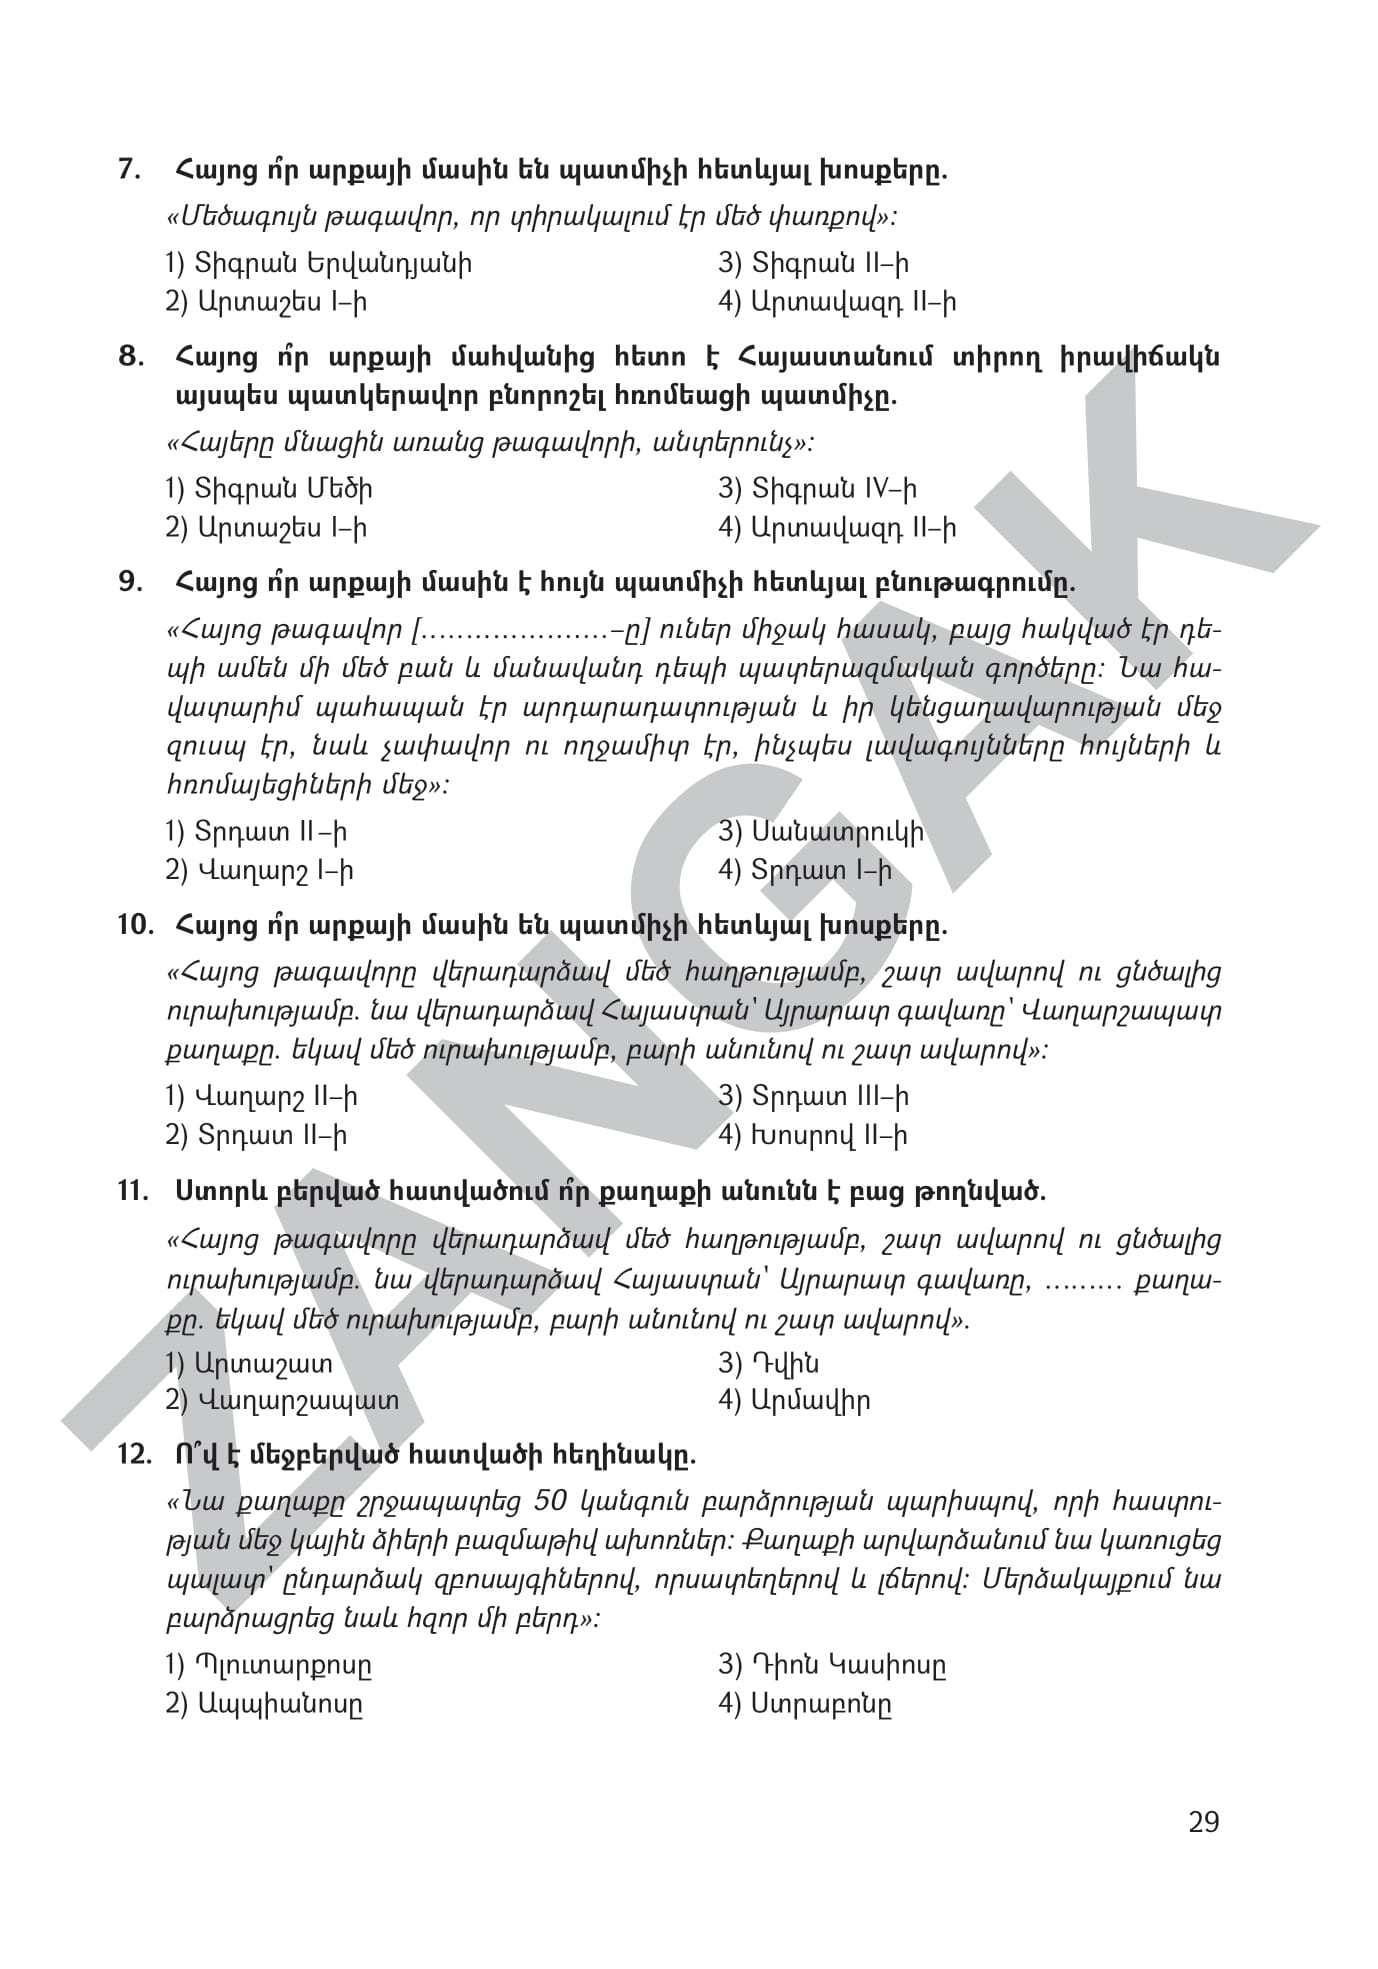 7. Հայոց ո՞ր արքայի մասին են պատմիչի հետևյալ խոսքերը.
«Մեծագույն թագավոր, որ տիրակալում էր մեծ փառքով»:
1) Տիգրան Երվանդյանի 3) Տիգրան II–ի
2) Արտաշես I–ի 4) Արտավազդ II–ի
8. Հայոց ո՞ր արքայի մահվանից հետո է Հայաստանում տիրող իրավիճակն
այսպես պատկերավոր բնորոշել հռոմեացի պատմիչը.
«Հայերը մնացին առանց թագավորի, անտերունչ»:
1) Տիգրան Մեծի 3) Տիգրան IV–ի
2) Արտաշես I–ի 4) Արտավազդ II–ի
9. Հայոց ո՞ր արքայի մասին է հույն պատմիչի հետևյալ բնութագրումը.
«Հայոց թագավոր [.....................–ը] ուներ միջակ հասակ, բայց հակված էր դե-
պի ամեն մի մեծ բան և մանավանդ դեպի պատերազմական գործերը: Նա հա-
վատարիմ պահապան էր արդարադատության և իր կենցաղավարության մեջ
զուսպ էր, նաև չափավոր ու ողջամիտ էր, ինչպես լավագույնները հույների և
հռոմայեցիների մեջ»:
1) Տրդատ II–ի 3) Սանատրուկի
2) Վաղարշ I–ի 4) Տրդատ I–ի
10. Հայոց ո՞ր արքայի մասին են պատմիչի հետևյալ խոսքերը.
«Հայոց թագավորը վերադարձավ մեծ հաղթությամբ, շատ ավարով ու ցնծալից
ուրախությամբ. նա վերադարձավ Հայաստան՝ Այրարատ գավառը՝ Վաղարշապատ
քաղաքը. եկավ մեծ ուրախությամբ, բարի անունով ու շատ ավարով»:
1) Վաղարշ II–ի 3) Տրդատ III–ի
2) Տրդատ II–ի 4) Խոսրով II–ի
11. Ստորև բերված հատվածում ո՞ր քաղաքի անունն է բաց թողնված.
«Հայոց թագավորը վերադարձավ մեծ հաղթությամբ, շատ ավարով ու ցնծալից
ուրախությամբ. նա վերադարձավ Հայաստան՝ Այրարատ գավառը, ......... քաղա-
քը. եկավ մեծ ուրախությամբ, բարի անունով ու շատ ավարով».
1) Արտաշատ 3) Դվին
2) Վաղարշապատ 4) Արմավիր
12. Ո՞վ է մեջբերված հատվածի հեղինակը.
«Նա քաղաքը շրջապատեց 50 կանգուն բարձրության պարիսպով, որի հաստու-
թյան մեջ կային ձիերի բազմաթիվ ախոռներ: Քաղաքի արվարձանում նա կառուցեց
պալատ՝ ընդարձակ զբոսայգիներով, որսատեղերով և լճերով: Մերձակայքում նա
բարձրացրեց նաև հզոր մի բերդ»:
1) Պլուտարքոսը 3) Դիոն Կասիոսը
2) Ապպիանոսը 4) Ստրաբոնը
29
ZANGAK